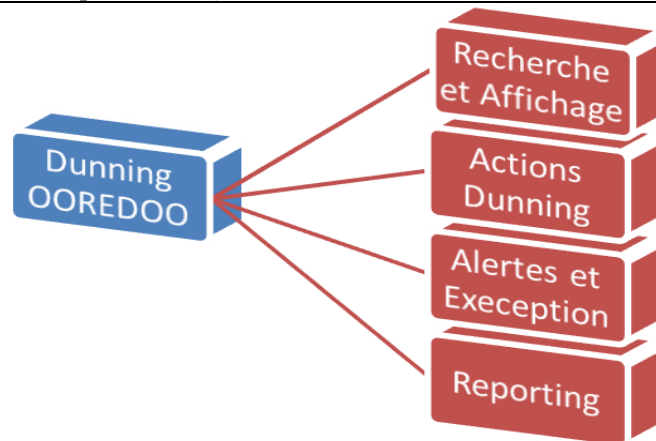 Dunning
OOREDOO
Recherche
et Affichage
Actions
Dunning
Alertes et
Exeception
Reporting